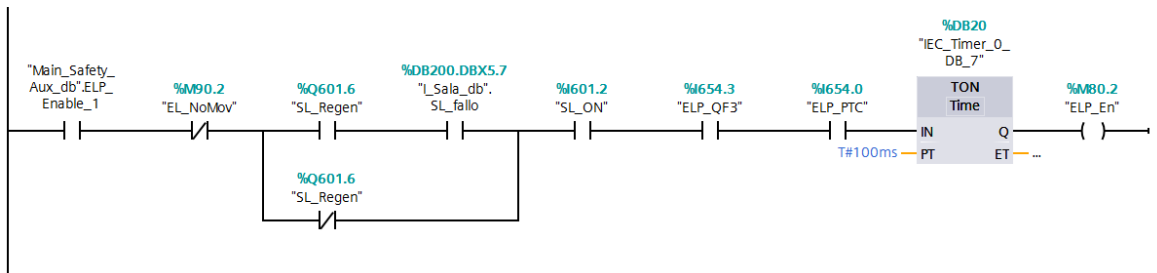 %DB20
"IEC_Timer_0_
DB_7"
"Main_Safety_
Aux_db".ELP_
Enable_1
%M90.2
"EL_NoMov"
%Q601.6
"SL_Regen"
%DB200.DBX5.7
"I_Sala_db".
SL_fallo
%I601.2
"SL_ON"
%I654.3
"ELP_QF3"
%I654.0
"ELP_PTC"
TON
Time
%M80.2
"ELP_En"
IN
Q
T#100ms
PT
ET
...
%Q601.6
"SL_Regen"